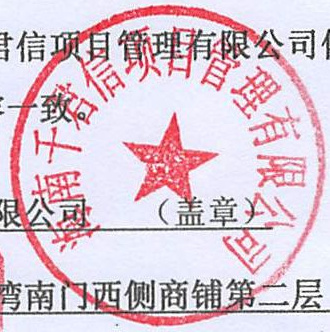 君信项目管理有限公司
一致。
限公司 （盖章）
湾南门西侧商铺第二层
海南千君信项目管理有限公司